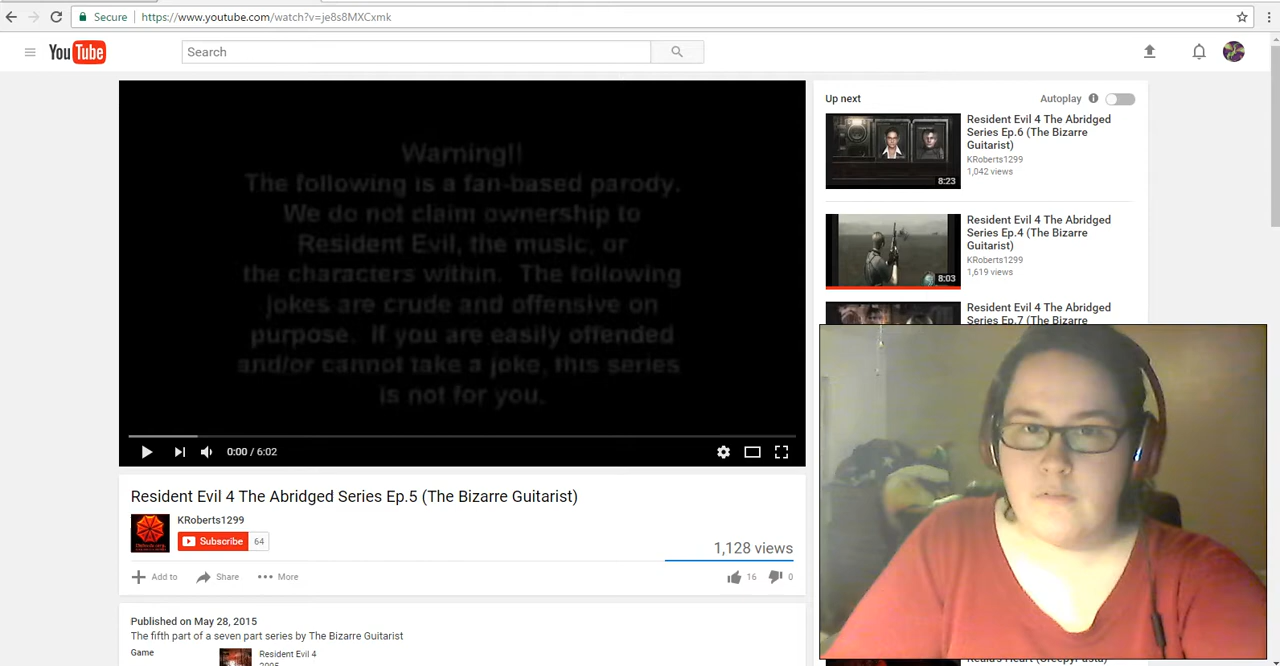 Secure
https://www.youtube.com/watch?v=je8s8MXCxmk
YouTube
Search
Warning!!
The following is a fan-based parody.
We do not claim ownership to
Resident Evil, the music, or
the characters within. The following
jokes are crude and offensive on
purpose. If you are easily offended
and/or cannot take a joke, this series
is not for you.
0:00 / 6:02
Resident Evil 4 The Abridged Series Ep.5 (The Bizarre Guitarist)
KRoberts1299
Subscribe
64
1,128 views
Add to
Share
More
16
0
Published on May 28, 2015
The fifth part of a seven part series by The Bizarre Guitarist
Game
Resident Evil 4
2005
Up next
Autoplay
8:23
Resident Evil 4 The Abridged
Series Ep.6 (The Bizarre
Guitarist)
KRoberts1299
1,042 views
8:03
Resident Evil 4 The Abridged
Series Ep.4 (The Bizarre
Guitarist)
KRoberts1299
1,619 views
Resident Evil 4 The Abridged
Series Ep.7 (The Bizarre
Heart (CreepyPasta)